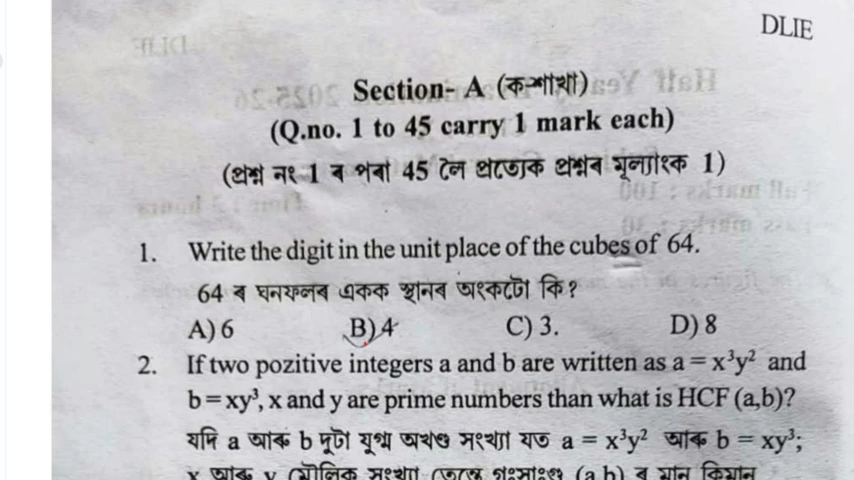 DLIE
Section- A (ক-শাখা)
(Q.no. 1 to 45 carry 1 mark each)
(প্ৰশ্ন নং 1 ৰ পৰা 45 লৈ প্ৰত্যেক প্ৰশ্নৰ মূল্যাংক 1)
1. Write the digit in the unit place of the cubes of 64.
64 ৰ ঘনফলৰ একক স্থানৰ অংকটো কি?
A) 6 B) 4 C) 3. D) 8
2. If two pozitive integers a and b are written as a = x³y² and
b = xy³, x and y are prime numbers than what is HCF (a,b)?
যদি a আৰু b দুটা যুগ্ম অখণ্ড সংখ্যা যত a = x³y² আৰু b = xy³;
x আৰু y মৌলিক সংখ্যা (a,b) ৰ মান কিমান